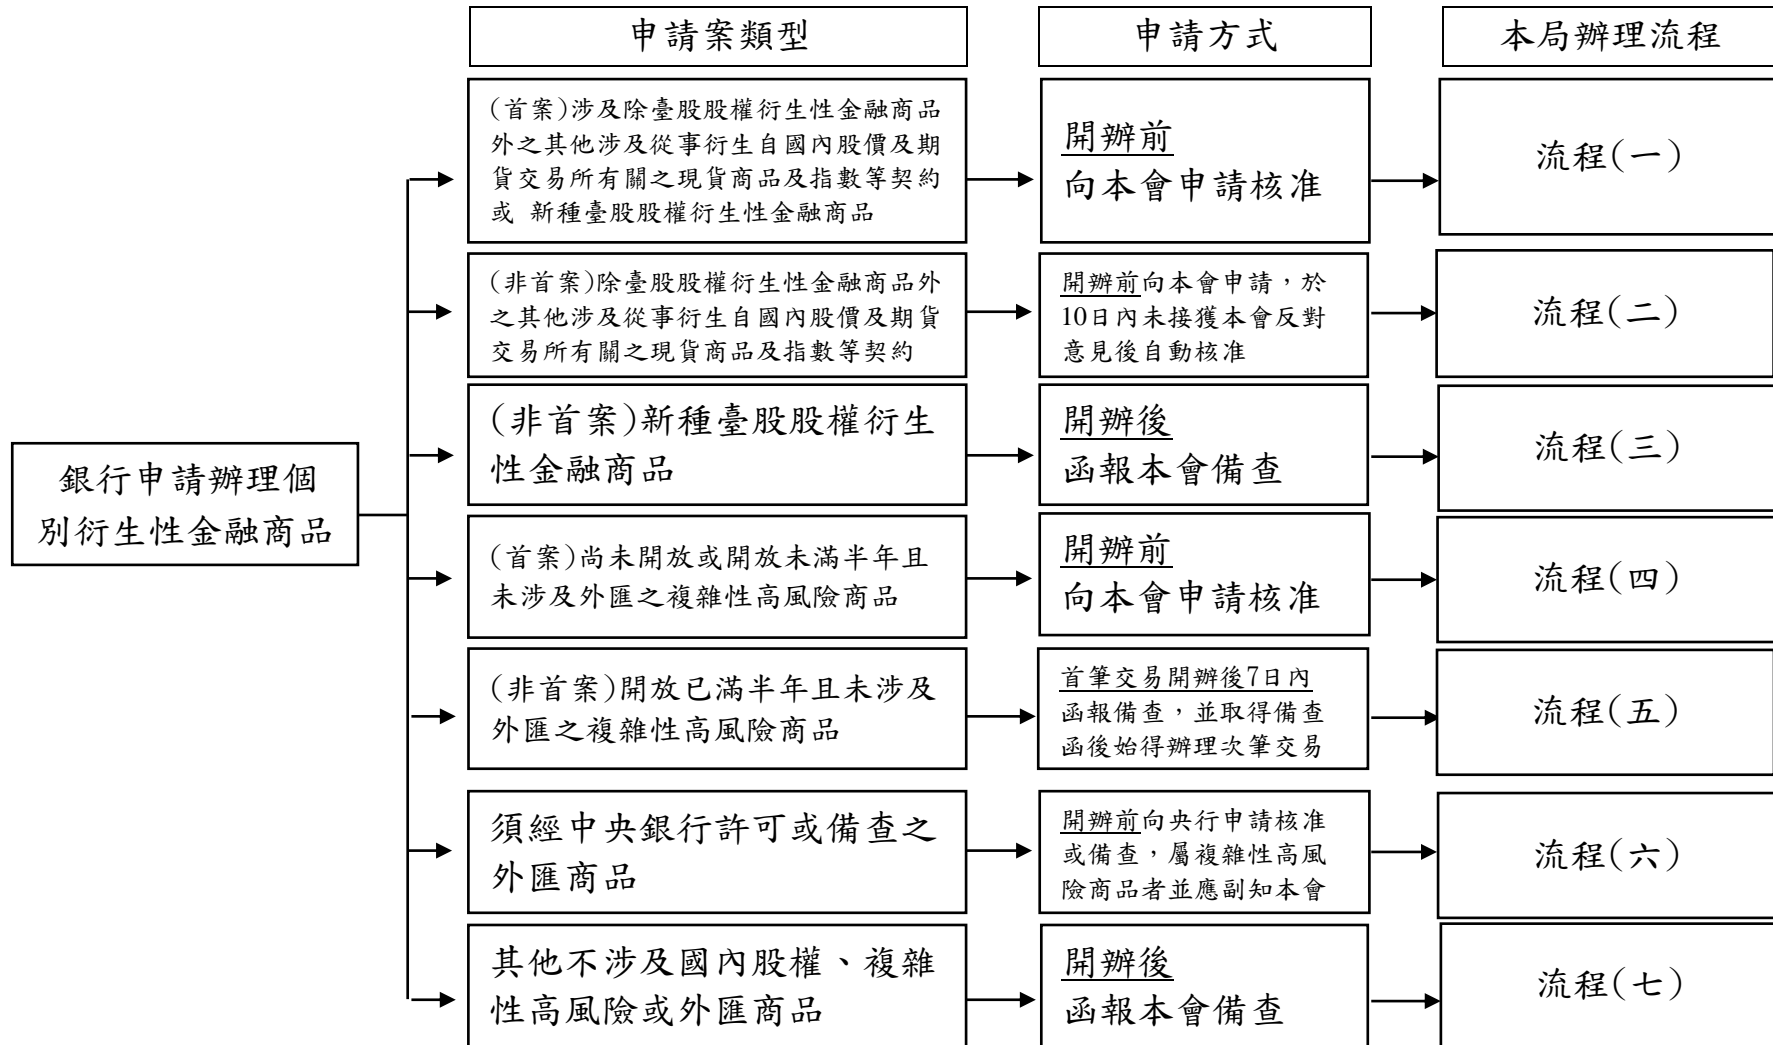 申請案類型
申請方式
本局辦理流程
(首案)涉及除臺股股權衍生性金融商品
外之其他涉及從事衍生自國內股價及期
貨交易所有關之現貨商品及指數等契約
或 新種臺股股權衍生性金融商品
開辦前
向本會申請核准
流程(一)
(非首案)除臺股股權衍生性金融商品外
之其他涉及從事衍生自國內股價及期貨
交易所有關之現貨商品及指數等契約
開辦前向本會申請，於
10日內未接獲本會反對
意見後自動核准
流程(二)
(非首案)新種臺股股權衍生
性金融商品
開辦後
函報本會備查
流程(三)
銀行申請辦理個
別衍生性金融商品
(首案)尚未開放或開放未滿半年且
未涉及外匯之複雜性高風險商品
開辦前
向本會申請核准
流程(四)
(非首案)開放已滿半年且未涉及
外匯之複雜性高風險商品
首筆交易開辦後7日內
函報備查，並取得備查
函後始得辦理次筆交易
流程(五)
須經中央銀行許可或備查之
外匯商品
開辦前向央行申請核准
或備查，屬複雜性高風
險商品者並應副知本會
流程(六)
其他不涉及國內股權、複雜
性高風險或外匯商品
開辦後
函報本會備查
流程(七)